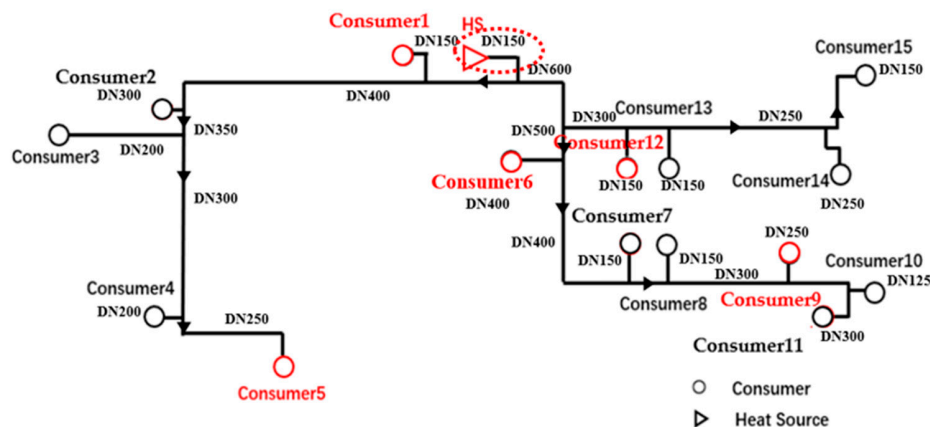 Consumer1
HS
DN150
DN150
DN600
Consumer15
DN150
Consumer2
DN300
DN400
DN300
Consumer13
DN250
DN350
DN500
Consumer12
Consumer3
DN200
Consumer6
DN150
DN150
Consumer14
DN250
DN400
DN300
Consumer7
DN250
DN400
DN150
DN150
DN300
Consumer10
DN125
Consumer4
DN200
DN250
Consumer8
Consumer9
DN300
Consumer11
Consumer5
Consumer
Heat Source